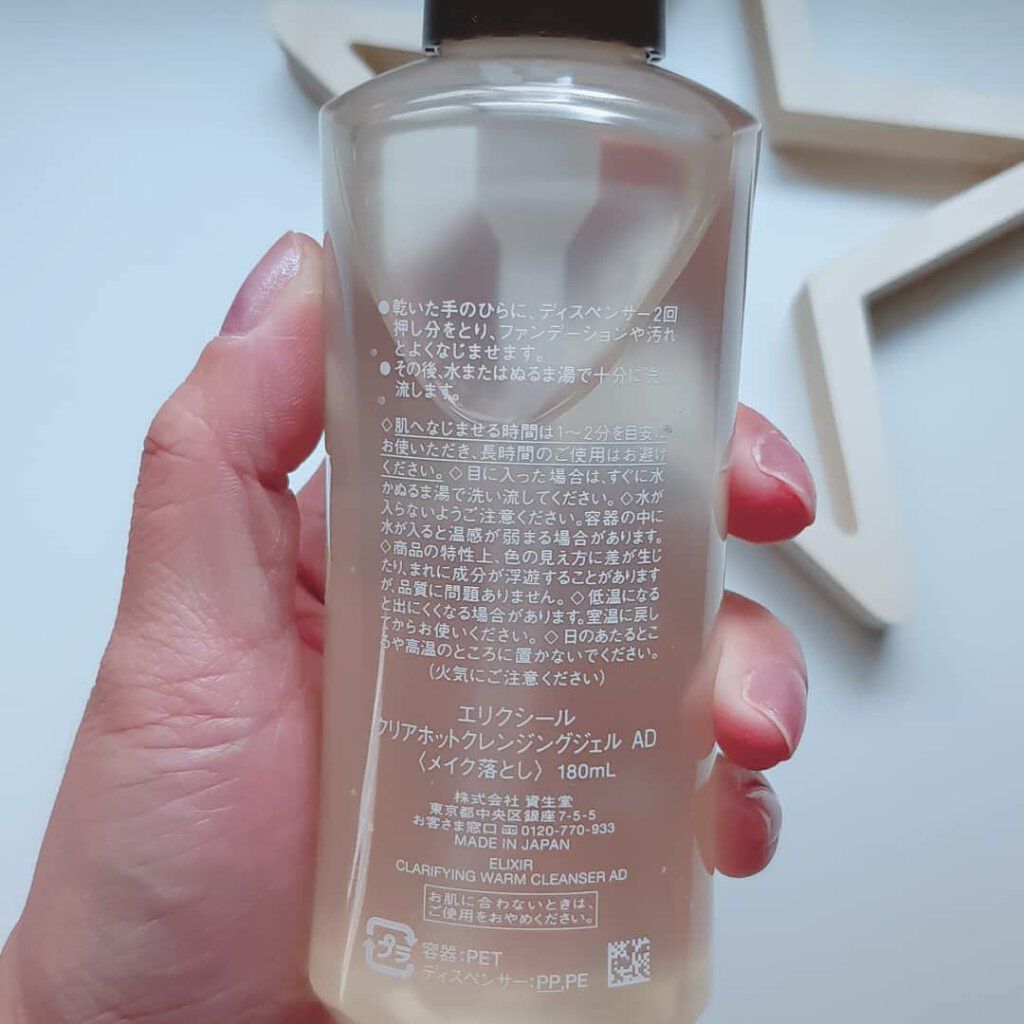 ●乾いた手のひらに、ディスペンサー2回
押し分をとり、ファンデーションや汚れ
とよくなじませます。
●その後、水またはぬるま湯で十分に洗い
流します。
◇肌へなじませる時間は1〜2分を目安に
お使いただき、長時間のご使用はお避け
ください。◇目に入った場合は、すぐに水
かぬるま湯で洗い流してください。◇水が
入らないようご注意ください。容器の中に
水が入ると温感が弱まる場合があります。
◇商品の特性上、色の見え方に差が生じ
たり、まれに成分が浮遊することがあります
が、品質に問題ありません。◇低温になる
と出にくくなる場合があります。室温に戻し
てからお使いください。◇日のあたるとこ
ろや高温のところに置かないでください。
（火気にご注意ください）
エリクシール
クリアホットクレンジングジェル AD
〈メイク落とし〉 180mL
株式会社 資生堂
東京都中央区銀座7-5-5
お客さま窓口 0120-770-933
MADE IN JAPAN
ELIXIR
CLARIFYING WARM CLEANSER AD
お肌に合わないときは、
ご使用をおやめください。
プラ
容器:PET
ディスペンサー:PP,PE